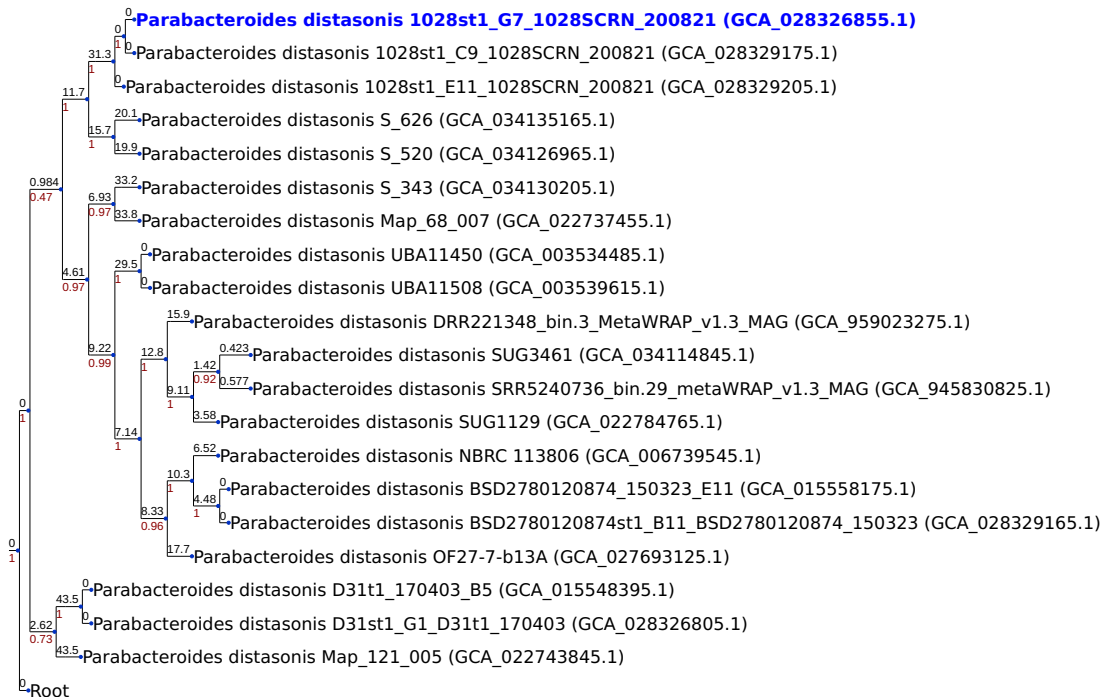 0
Parabacteroides distasonis 1028st1_G7_1028SCRN_200821 (GCA_028326855.1)
0
1
0
Parabacteroides distasonis 1028st1_C9_1028SCRN_200821 (GCA_028329175.1)
31.3
1
0
Parabacteroides distasonis 1028st1_E11_1028SCRN_200821 (GCA_028329205.1)
11.7
1
20.1
Parabacteroides distasonis S_626 (GCA_034135165.1)
15.7
1
19.9
Parabacteroides distasonis S_520 (GCA_034126965.1)
0.984
0.47
33.2
Parabacteroides distasonis S_343 (GCA_034130205.1)
6.93
0.97
33.8
Parabacteroides distasonis Map_68_007 (GCA_022737455.1)
4.61
0.97
0
Parabacteroides distasonis UBA11450 (GCA_003534485.1)
29.5
1
0
Parabacteroides distasonis UBA11508 (GCA_003539615.1)
9.22
0.99
15.9
Parabacteroides distasonis DRR221348_bin.3_MetaWRAP_v1.3_MAG (GCA_959023275.1)
12.8
1
0.423
Parabacteroides distasonis SUG3461 (GCA_034114845.1)
1.42
0.92
0.577
Parabacteroides distasonis SRR5240736_bin.29_metaWRAP_v1.3_MAG (GCA_945830825.1)
9.11
1
3.58
Parabacteroides distasonis SUG1129 (GCA_022784765.1)
7.14
1
6.52
Parabacteroides distasonis NBRC 113806 (GCA_006739545.1)
10.3
1
0
Parabacteroides distasonis BSD2780120874_150323_E11 (GCA_015558175.1)
4.48
1
0
Parabacteroides distasonis BSD2780120874st1_B11_BSD2780120874_150323 (GCA_028329165.1)
8.33
0.96
17.7
Parabacteroides distasonis OF27-7-b13A (GCA_027693125.1)
0
1
0
1
0
Parabacteroides distasonis D31t1_170403_B5 (GCA_015548395.1)
43.5
1
0
Parabacteroides distasonis D31st1_G1_D31t1_170403 (GCA_028326805.1)
2.62
0.73
43.5
Parabacteroides distasonis Map_121_005 (GCA_022743845.1)
0
Root